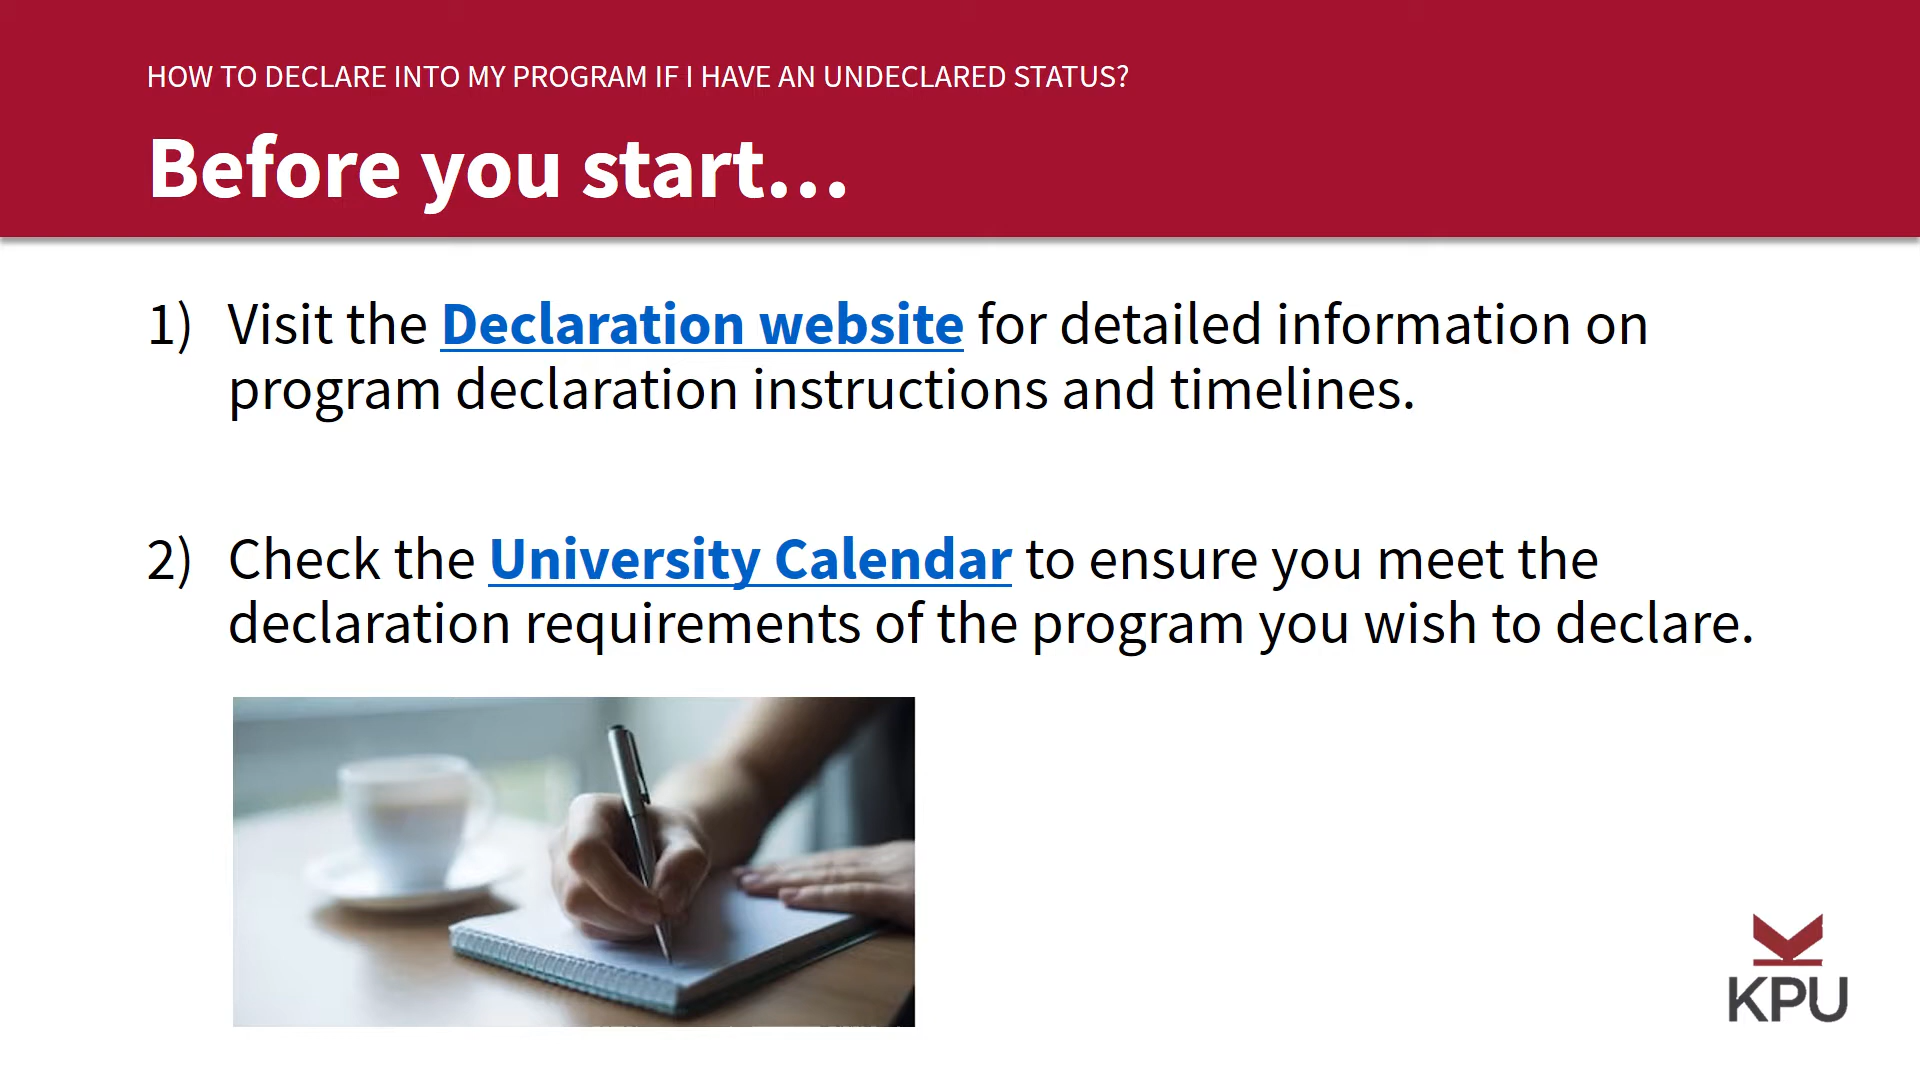 HOW TO DECLARE INTO MY PROGRAM IF I HAVE AN UNDECLARED STATUS?
Before you start...
1) Visit the Declaration website for detailed information on
program declaration instructions and timelines.
2) Check the University Calendar to ensure you meet the
declaration requirements of the program you wish to declare.
KPU